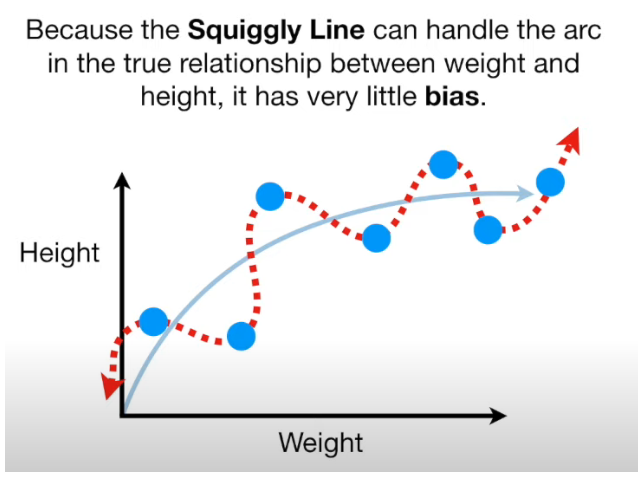 Because the Squiggly Line can handle the arc
in the true relationship between weight and
height, it has very little bias.
Height
Weight